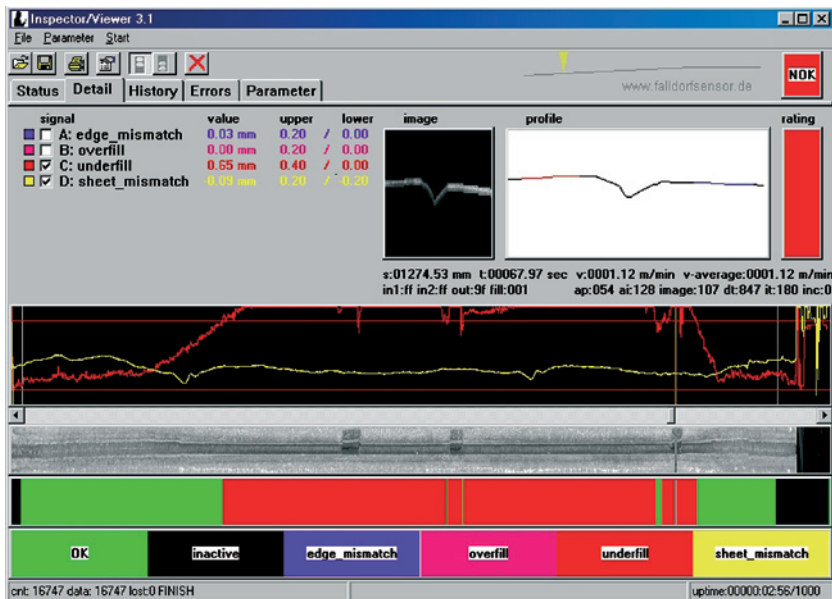 Inspector/Viewer 3.1
File Parameter Start
www.falldorfsensor.de
NOK
Status Detail History Errors Parameter
signal value upper lower image profile rating
A: edge_mismatch 0.03 mm 0.20 / 0.00
B: overfill 0.00 mm 0.20 / 0.00
C: underfill 0.65 mm 0.40 / 0.00
D: sheet_mismatch -0.09 mm 0.20 / -0.20
s:01274.53 mm t:00067.97 sec v:0001.12 m/min v-average:0001.12 m/min
in1:ff in2:ff out:9f fill:001 ap:054 ai:128 image:107 dt:847 it:180 inc:0
OK inactive edge_mismatch overfill underfill sheet_mismatch
cnt: 16747 data: 16747 lost:0 FINISH uptime:00000:02:56/1000